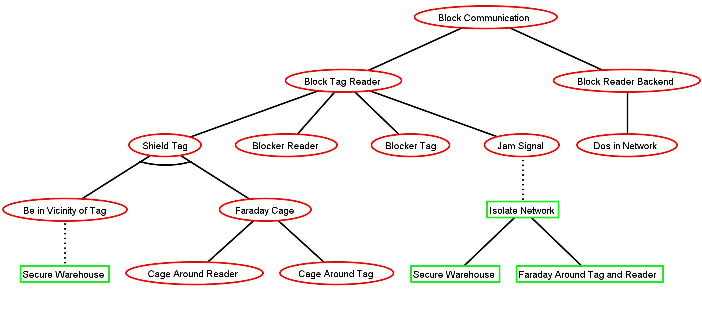 Block Communication
Block Tag Reader
Block Reader Backend
Shield Tag
Blocker Reader
Blocker Tag
Jam Signal
Dos in Network
Be in Vicinity of Tag
Faraday Cage
Isolate Network
Secure Warehouse
Cage Around Reader
Cage Around Tag
Secure Warehouse
Faraday Around Tag and Reader